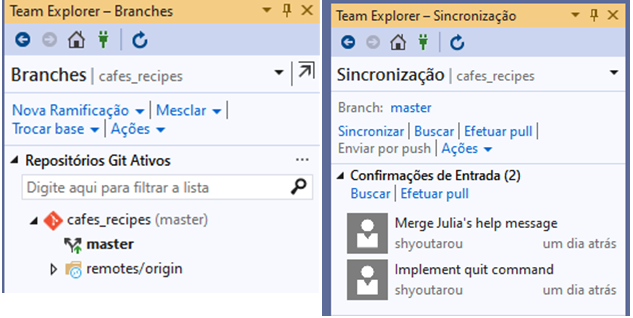 Team Explorer – Branches
Branches | cafes_recipes
Nova Ramificação | Mesclar |
Trocar base | Ações
Repositórios Git Ativos
Digite aqui para filtrar a lista
cafes_recipes (master)
master
remotes/origin
Team Explorer – Sincronização
Sincronização | cafes_recipes
Branch: master
Sincronizar | Buscar | Efetuar pull |
Enviar por push | Ações
Confirmações de Entrada (2)
Buscar | Efetuar pull
Merge Julia's help message
shyoutarou um dia atrás
Implement quit command
shyoutarou um dia atrás